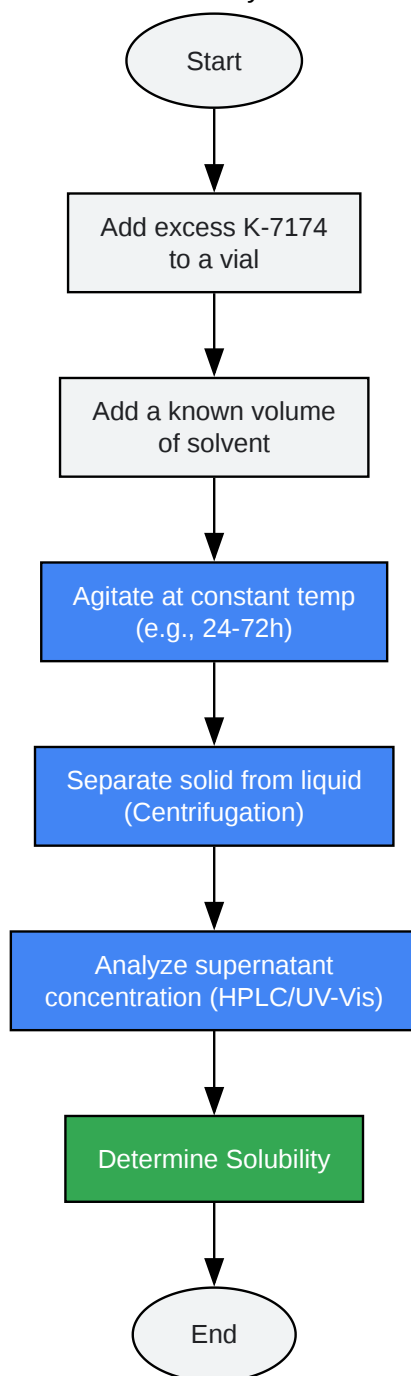 Start
Add excess K-7174
to a vial
Add a known volume
of solvent
Agitate at constant temp
(e.g., 24-72h)
Separate solid from liquid
(Centrifugation)
Analyze supernatant
concentration (HPLC/UV-Vis)
Determine Solubility
End